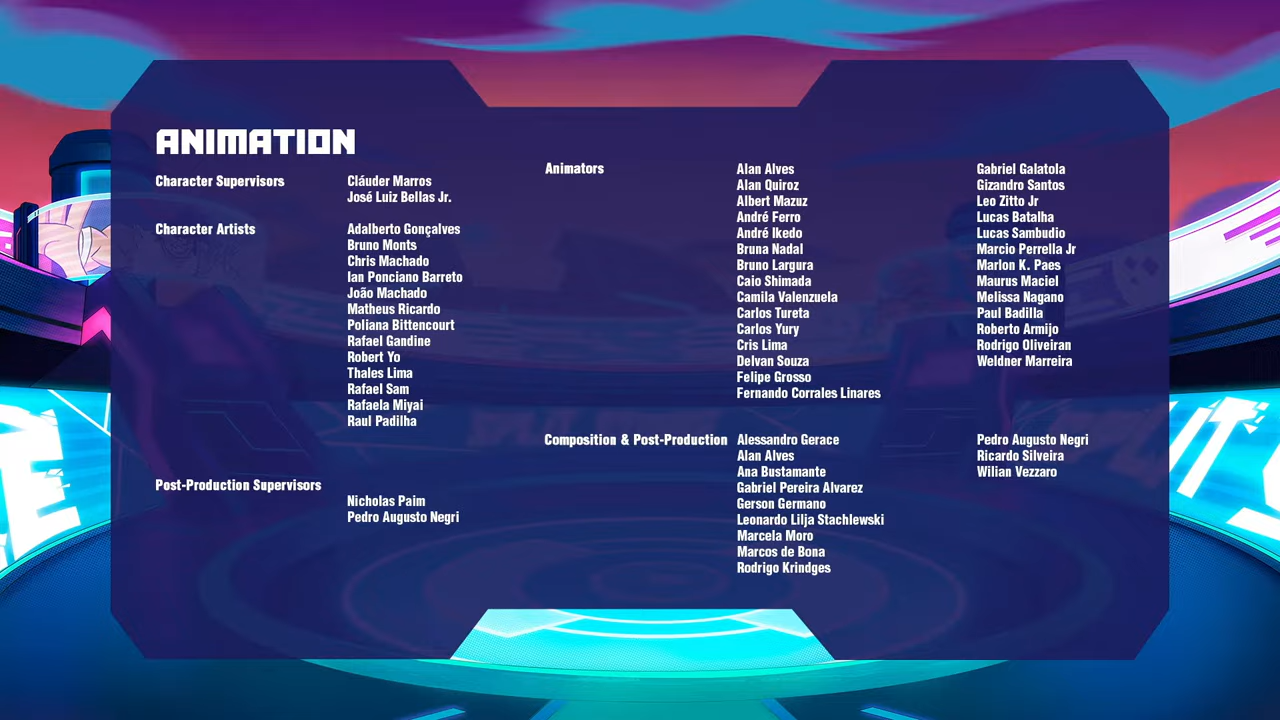 ANIMATION
Character Supervisors
Cláuder Marros
José Luiz Bellas Jr.
Character Artists
Adalberto Gonçalves
Bruno Monts
Chris Machado
Ian Ponciano Barreto
João Machado
Matheus Ricardo
Poliana Bittencourt
Rafael Gandine
Robert Yo
Thales Lima
Rafael Sam
Rafaela Miyai
Raul Padilha
Post-Production Supervisors
Nicholas Paim
Pedro Augusto Negri
Animators
Alan Alves
Alan Quiroz
Albert Mazuz
André Ferro
André Ikedo
Bruna Nadal
Bruno Largura
Caio Shimada
Camila Valenzuela
Carlos Tureta
Carlos Yury
Cris Lima
Delvan Souza
Felipe Grosso
Fernando Corrales Linares
Gabriel Galatola
Gizandro Santos
Leo Zitto Jr
Lucas Batalha
Lucas Sambudio
Marcio Perrella Jr
Marlon K. Paes
Maurus Maciel
Melissa Nagano
Paul Badilla
Roberto Armijo
Rodrigo Oliveiran
Weldner Marreira
Composition & Post-Production
Alessandro Gerace
Alan Alves
Ana Bustamante
Gabriel Pereira Alvarez
Gerson Germano
Leonardo Lilja Stachlewski
Marcela Moro
Marcos de Bona
Rodrigo Krindges
Pedro Augusto Negri
Ricardo Silveira
Wilian Vezzaro